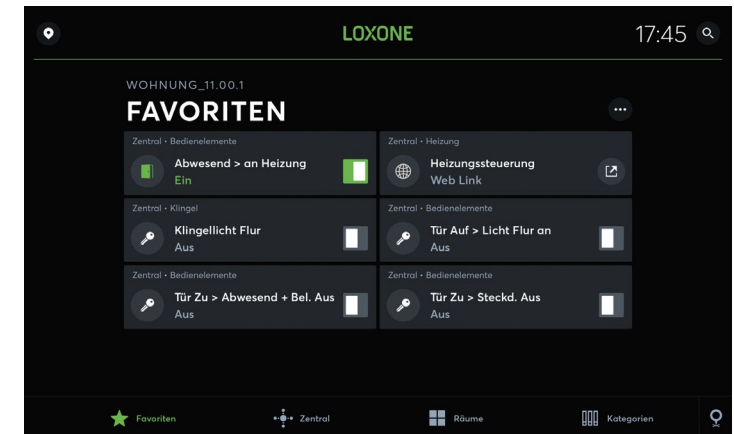 LOXONE
17:45
WOHNUNG_11.00.1
FAVORITEN
Zentral • Bedienelemente
Abwesend > an Heizung
Ein
Zentral • Heizung
Heizungssteuerung
Web Link
Zentral • Klingel
Klingellicht Flur
Aus
Zentral • Bedienelemente
Tür Auf > Licht Flur an
Aus
Zentral • Bedienelemente
Tür Zu > Abwesend + Bel. Aus
Aus
Zentral • Bedienelemente
Tür Zu > Steckd. Aus
Aus
Favoriten
Zentral
Räume
Kategorien